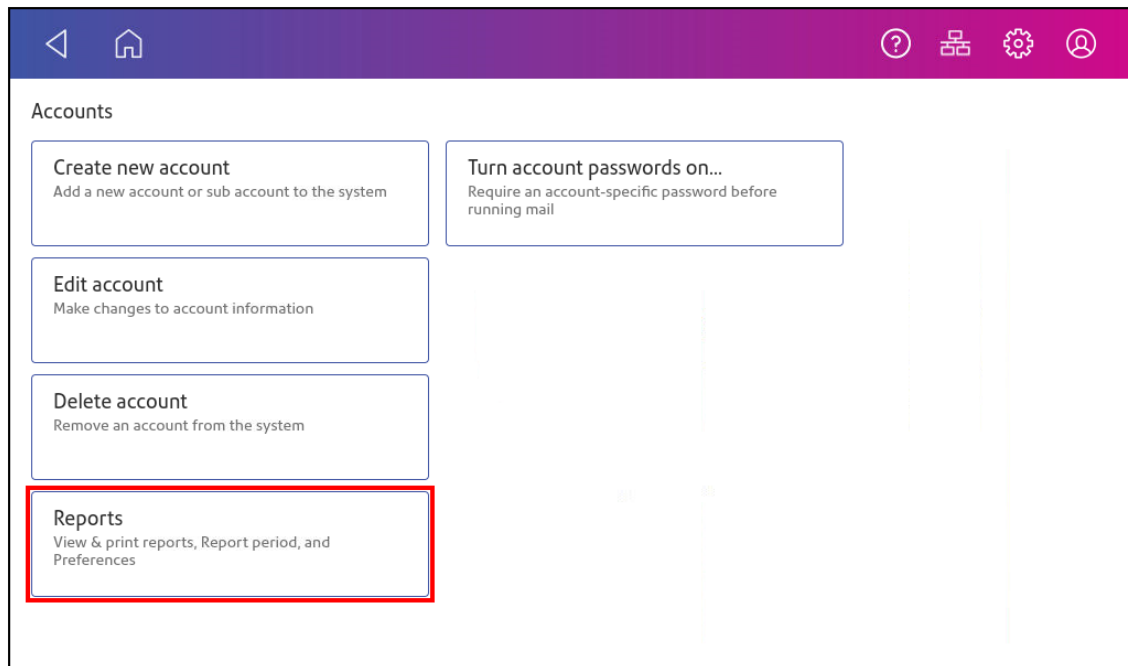 Accounts
Create new account
Add a new account or sub account to the system
Turn account passwords on...
Require an account-specific password before
running mail
Edit account
Make changes to account information
Delete account
Remove an account from the system
Reports
View & print reports, Report period, and
Preferences